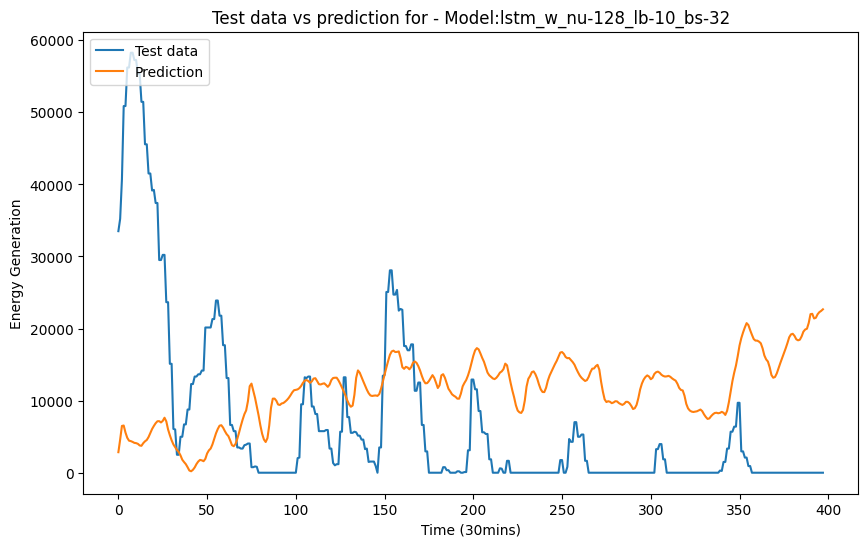 Test data vs prediction for - Model:lstm_w_nu-128_lb-10_bs-32
Test data
Prediction
Energy Generation
60000
50000
40000
30000
20000
10000
0
0 50 100 150 200 250 300 350 400
Time (30mins)